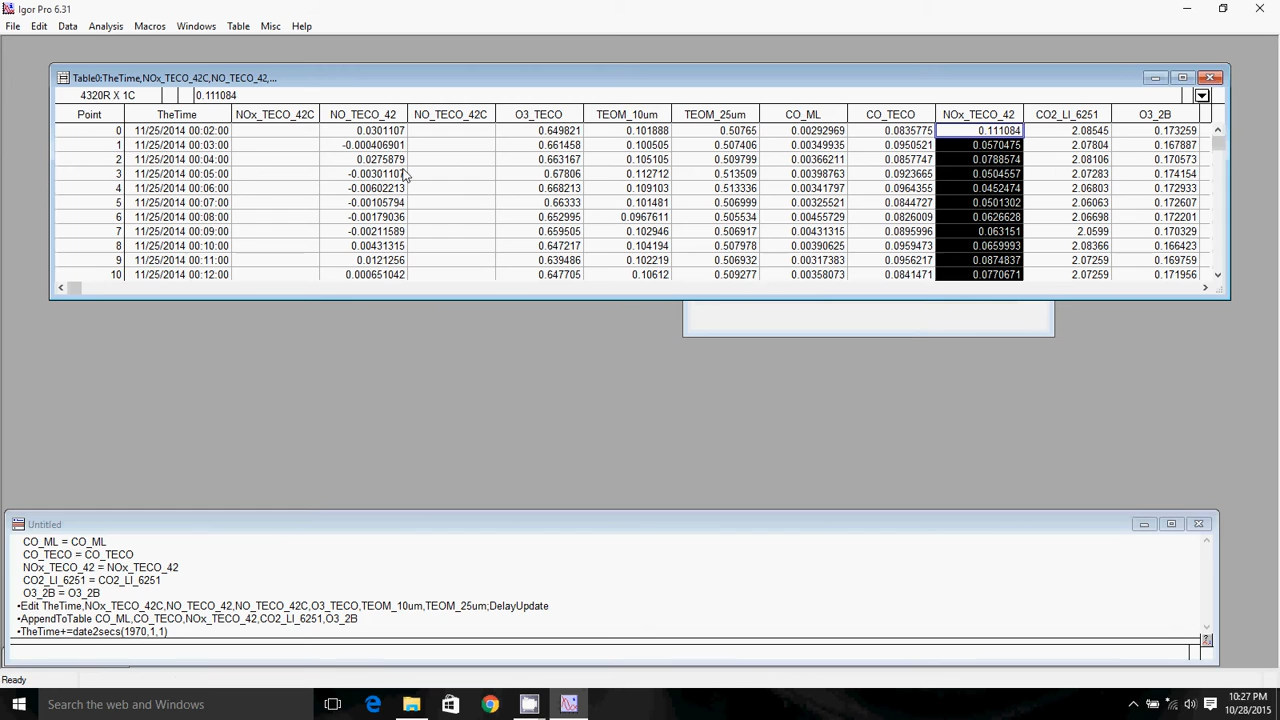 Igor Pro 6.31
File Edit Data Analysis Macros Windows Table Misc Help
Table0:TheTime,NOx_TECO_42C,NO_TECO_42,...
4320R X 1C 0.111084
Point TheTime NOx_TECO_42C NO_TECO_42 NO_TECO_42C O3_TECO TEOM_10um TEOM_25um CO_ML CO_TECO NOx_TECO_42 CO2_LI_6251 O3_2B
0 11/25/2014 00:02:00 0.0301107 0.649821 0.101888 0.50765 0.00292969 0.0835775 0.111084 2.08545 0.173259
1 11/25/2014 00:03:00 -0.000406901 0.661458 0.100505 0.507406 0.00349935 0.0950521 0.0570475 2.07804 0.167887
2 11/25/2014 00:04:00 0.0275879 0.663167 0.105105 0.509799 0.00366211 0.0857747 0.0788574 2.08106 0.170573
3 11/25/2014 00:05:00 -0.00301107 0.67806 0.112712 0.513509 0.00398763 0.0923665 0.0504557 2.07283 0.174154
4 11/25/2014 00:06:00 -0.00602213 0.668213 0.109103 0.513336 0.00341797 0.0964355 0.0452474 2.06803 0.172933
5 11/25/2014 00:07:00 -0.00105794 0.66333 0.101481 0.506999 0.00325521 0.0844727 0.0501302 2.06063 0.172607
6 11/25/2014 00:08:00 -0.00179036 0.652995 0.0967611 0.505534 0.00455729 0.0826009 0.0626628 2.06698 0.172201
7 11/25/2014 00:09:00 -0.00211589 0.659505 0.102946 0.506917 0.00431315 0.0895996 0.063151 2.0599 0.170329
8 11/25/2014 00:10:00 0.00431315 0.647217 0.104194 0.507978 0.00390625 0.0959473 0.0659993 2.08366 0.166423
9 11/25/2014 00:11:00 0.0121256 0.639486 0.102219 0.506932 0.00317383 0.0956217 0.0874837 2.07259 0.169759
10 11/25/2014 00:12:00 0.000651042 0.647705 0.10612 0.509277 0.00358073 0.0841471 0.0770671 2.07259 0.171956
Untitled
CO_ML = CO_ML
CO_TECO = CO_TECO
NOx_TECO_42 = NOx_TECO_42
CO2_LI_6251 = CO2_LI_6251
O3_2B = O3_2B
•Edit TheTime,NOx_TECO_42C,NO_TECO_42,NO_TECO_42C,O3_TECO,TEOM_10um,TEOM_25um;DelayUpdate
•AppendToTable CO_ML,CO_TECO,NOx_TECO_42,CO2_LI_6251,O3_2B
•TheTime+=date2secs(1970,1,1)
Ready
Search the web and Windows
10:27 PM
10/28/2015